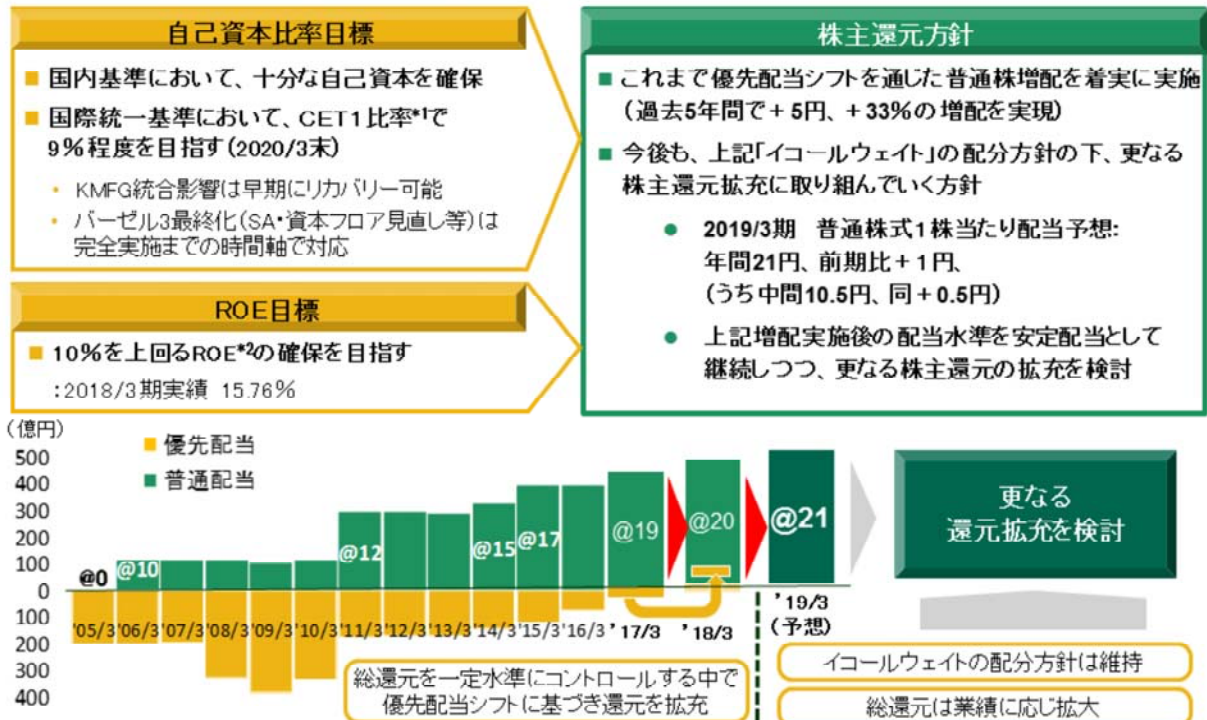 自己資本比率目標
■ 国内基準において、十分な自己資本を確保
■ 国際統一基準において、CET1比率*1で
9%程度を目指す(2020/3末)
• KMFG統合影響は早期にリカバリー可能
• バーゼル3最終化(SA・資本フロア見直し等)は
完全実施までの時間軸で対応
ROE目標
■ 10%を上回るROE*2の確保を目指す
:2018/3期実績 15.76%
株主還元方針
■ これまで優先配当シフトを通じた普通株増配を着実に実施
(過去5年間で+5円、+33%の増配を実現)
■ 今後も、上記「イコールウェイト」の配分方針の下、更なる
株主還元拡充に取り組んでいく方針
● 2019/3期 普通株式1株当たり配当予想:
年間21円、前期比+1円、
(うち中間10.5円、同+0.5円)
● 上記増配実施後の配当水準を安定配当として
継続しつつ、更なる株主還元の拡充を検討
(億円)
■ 優先配当
■ 普通配当
500
400
300
200
100
0
100
200
300
400
@0
@10
@12
@15
@17
@19
@20
@21
'05/3 '06/3 '07/3 '08/3 '09/3 '10/3 '11/3 '12/3 '13/3 '14/3 '15/3 '16/3 '17/3 '18/3
'19/3
(予想)
更なる
還元拡充を検討
総還元を一定水準にコントロールする中で
優先配当シフトに基づき還元を拡充
イコールウェイトの配分方針は維持
総還元は業績に応じ拡大